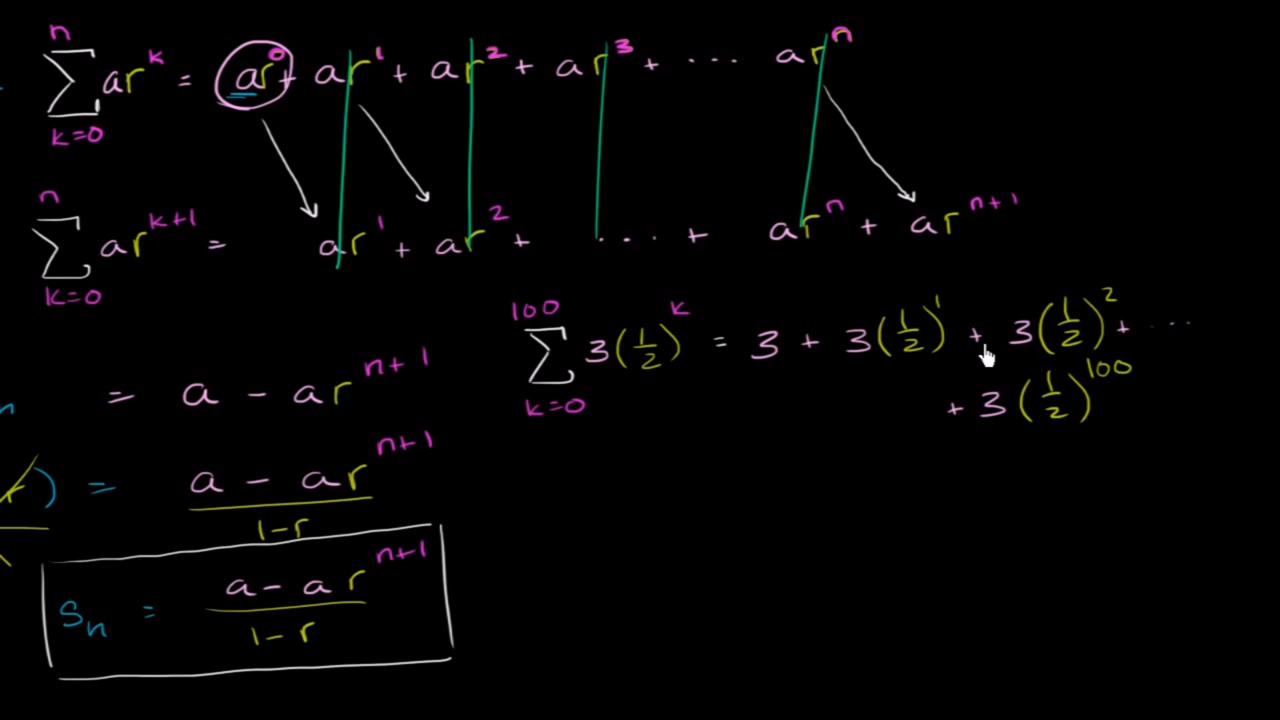 n
∑ ar^k = ar^0 + ar^1 + ar^2 + ar^3 + ... ar^n
k=0
n
∑ ar^(k+1) = ar^1 + ar^2 + .... + ar^n + ar^(n+1)
k=0
100
∑ 3(1/2)^k = 3 + 3(1/2)^1 + 3(1/2)^2 + ...
k=0
+ 3(1/2)^100
n = a - ar^(n+1)
r) = (a - ar^(n+1))/(1-r)
S_n = (a - ar^(n+1))/(1-r)